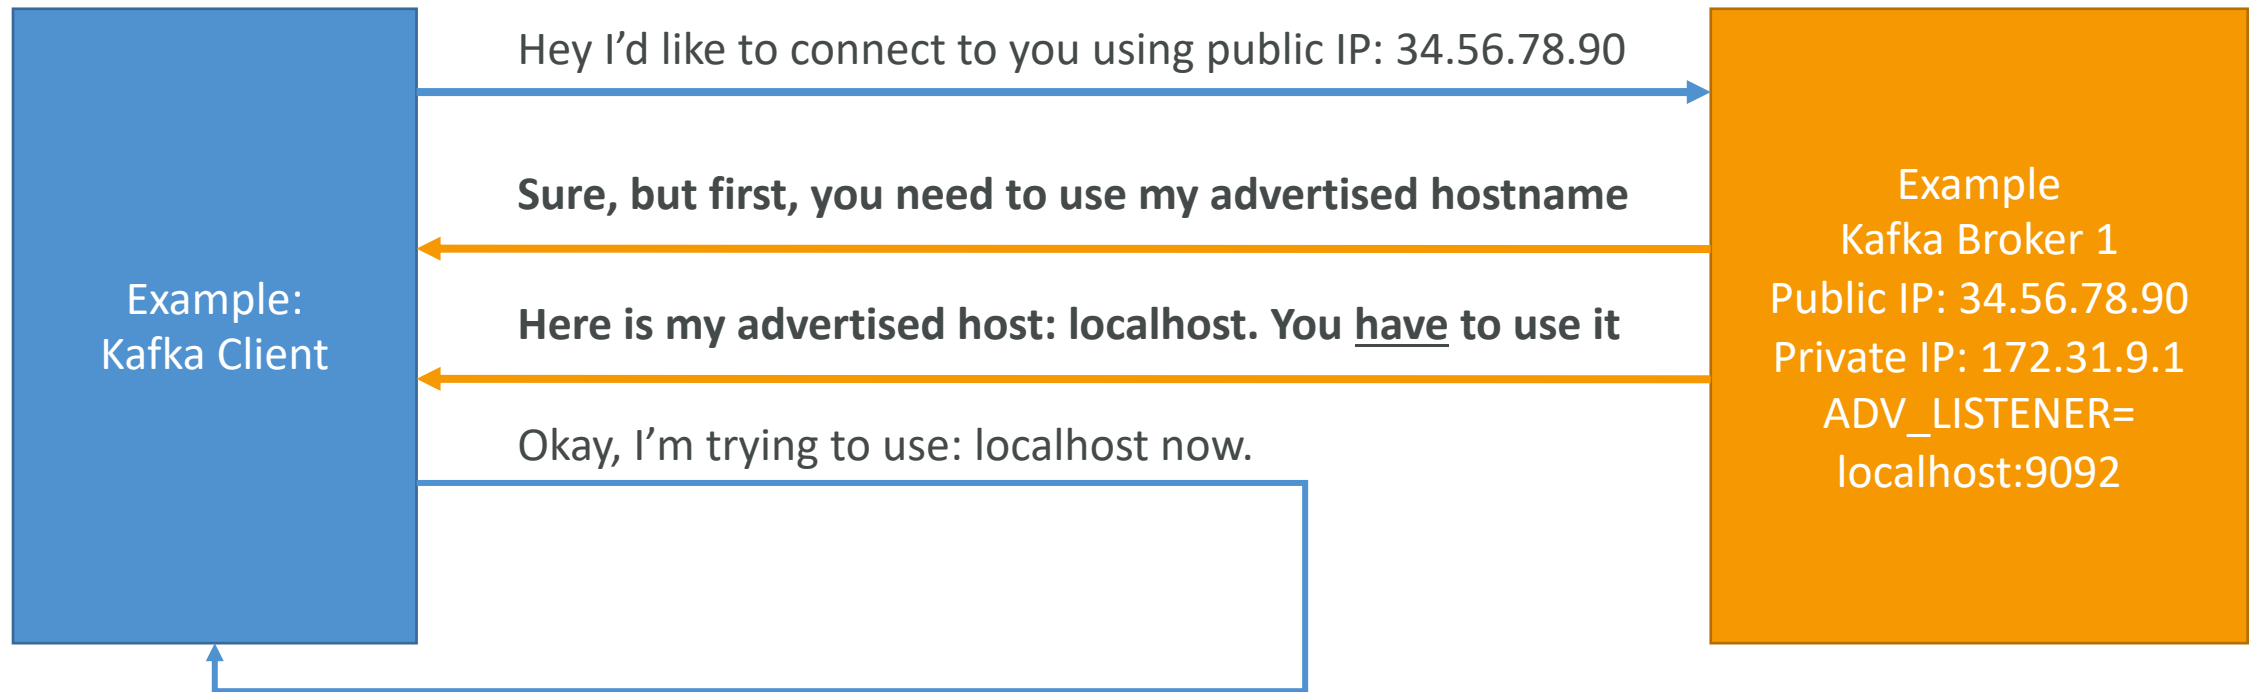 Hey I’d like to connect to you using public IP: 34.56.78.90
Sure, but first, you need to use my advertised hostname
Here is my advertised host: localhost. You have to use it
Okay, I’m trying to use: localhost now.
Example:
Kafka Client
Example
Kafka Broker 1
Public IP: 34.56.78.90
Private IP: 172.31.9.1
ADV_LISTENER=
localhost:9092